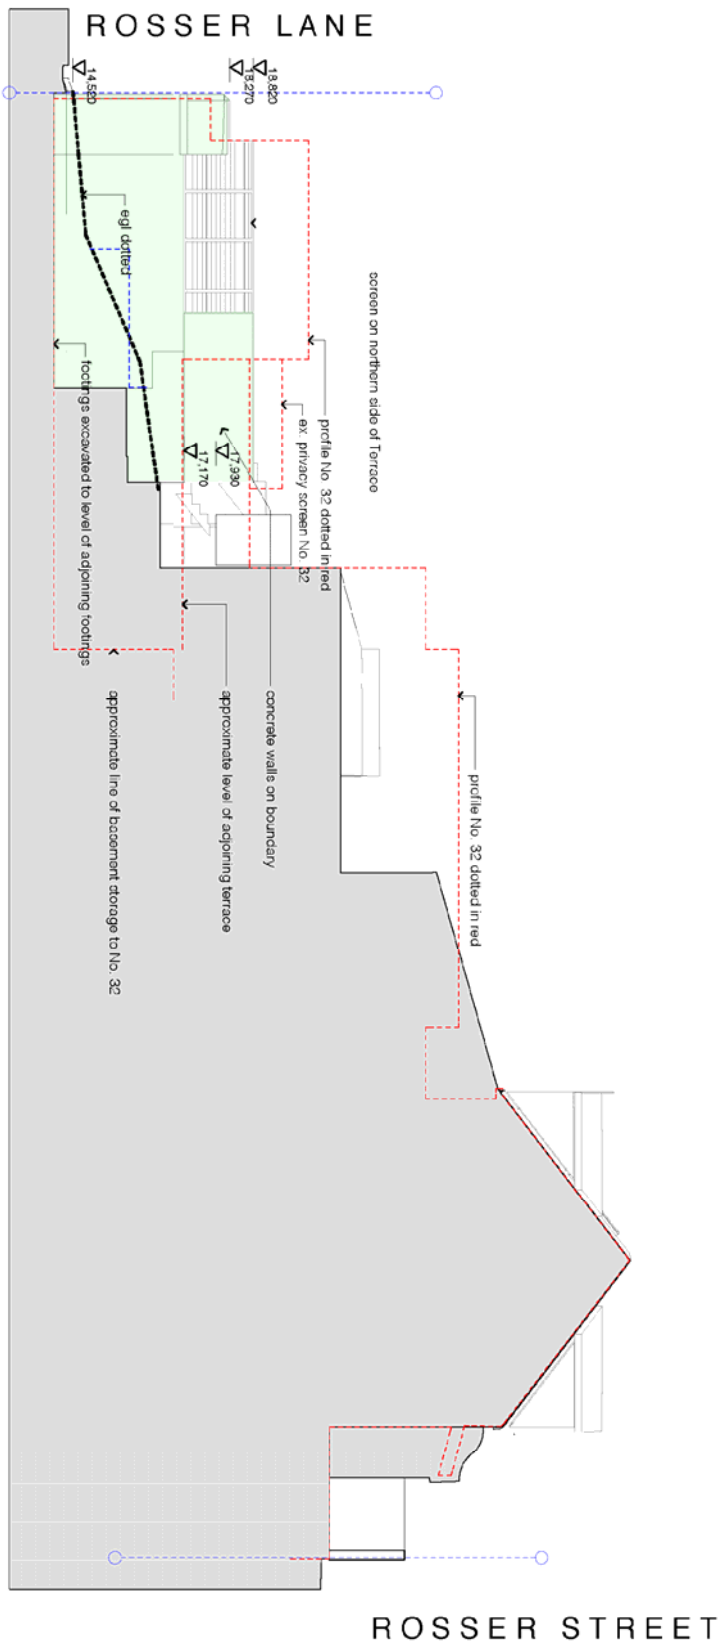 ROSSER LANE
14,520
18,270
18,820
egl dotted
screen on northern side of Terrace
footings excavated to level of adjoining footings
profile No. 32 dotted in red
ex. privacy screen No. 32
17,170
17,930
approximate line of basement storage to No. 32
approximate level of adjoining terrace
concrete walls on boundary
profile No. 32 dotted in red
ROSSER STREET